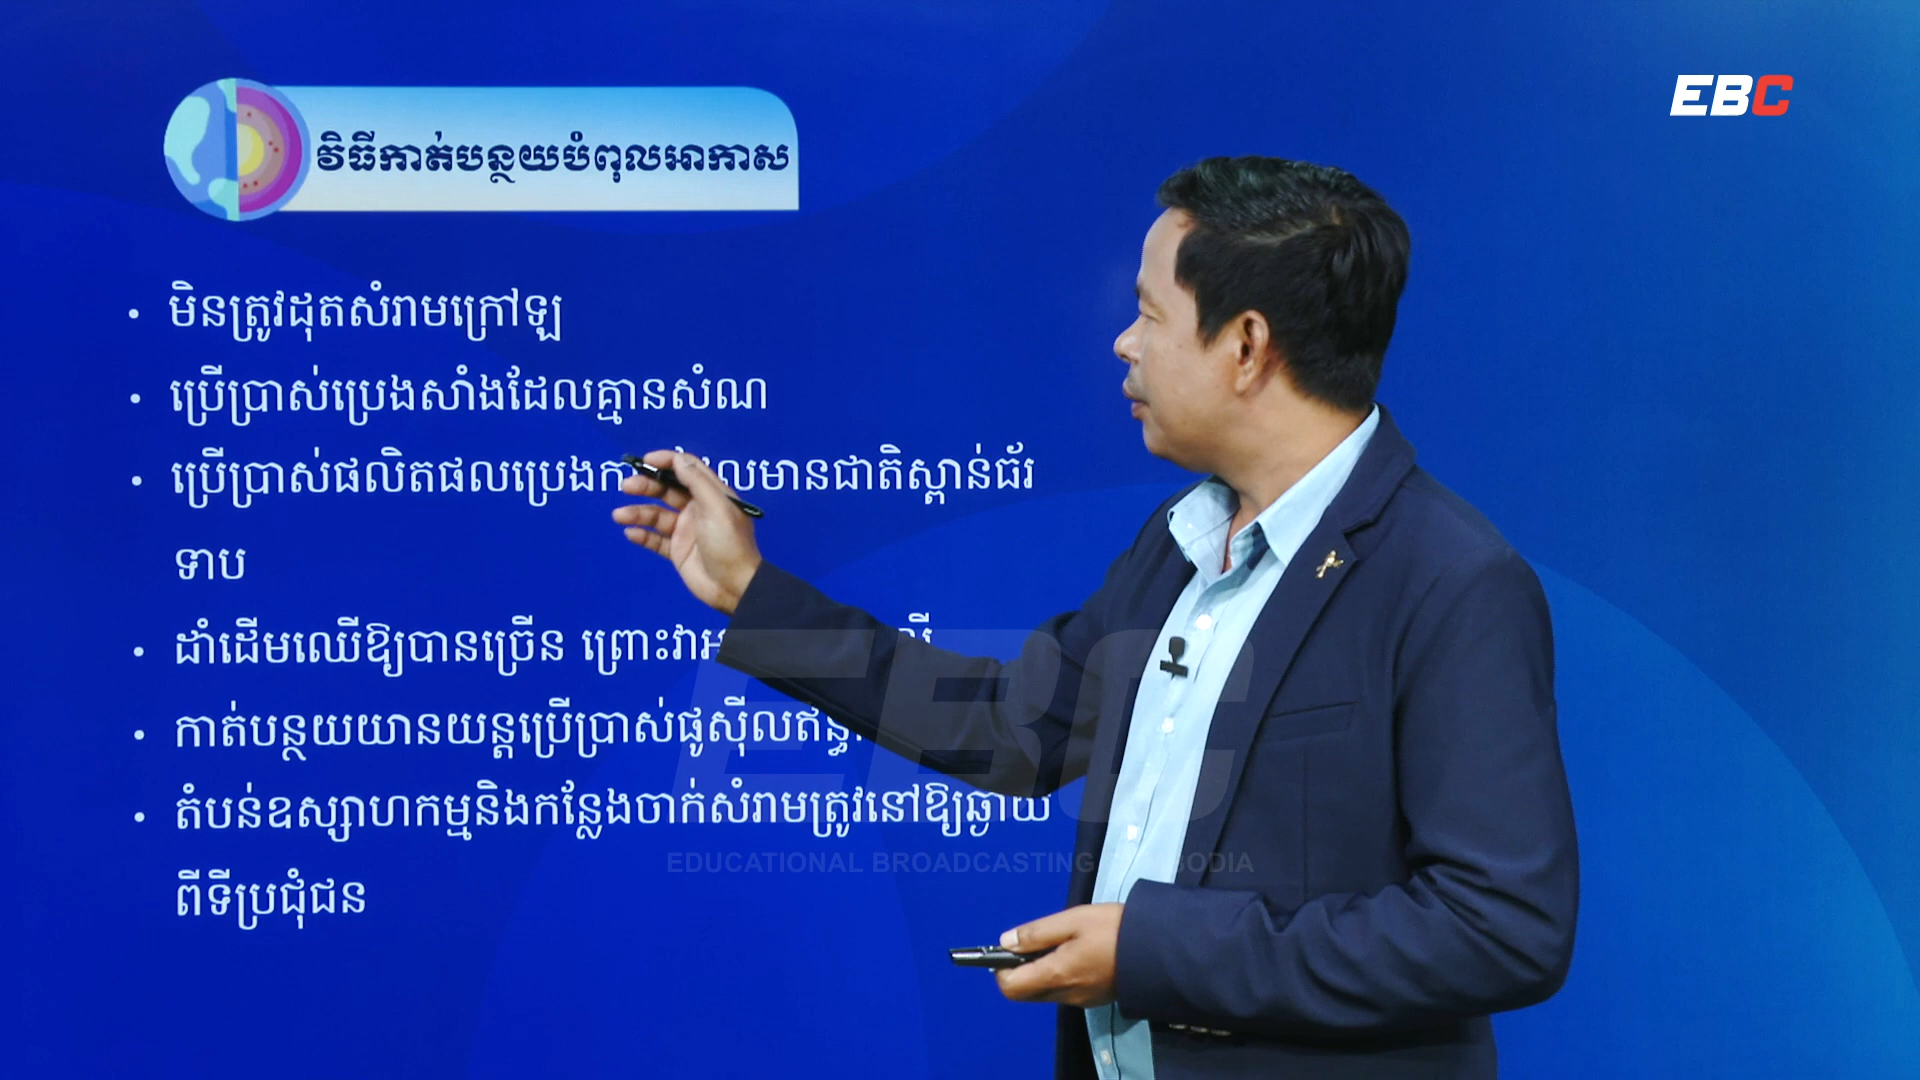 EBC
វិធីកាត់បន្ថយបំពុលអាកាស
• មិនត្រូវដុតសំរាមក្រៅឡ
• ប្រើប្រាស់ប្រេងសាំងដែលគ្មានសំណ
• ប្រើប្រាស់ផលិតផលប្រេងកា ដែលមានជាតិស្ពាន់ធ័រ
ទាប
• ដាំដើមឈើឱ្យបានច្រើន ព្រោះវា
• កាត់បន្ថយយានយន្តប្រើប្រាស់ផូស៊ីលឥន្ធ
• តំបន់ឧស្សាហកម្មនិងកន្លែងចាក់សំរាមត្រូវនៅឱ្យឆ្ងាយ
ពីទីប្រជុំជន
EBC
EDUCATIONAL BROADCASTING CAMBODIA